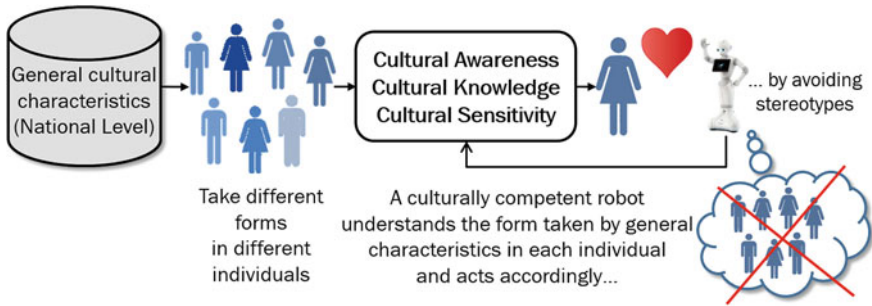 General cultural
characteristics
(National Level)
Take different
forms
in different
individuals
Cultural Awareness
Cultural Knowledge
Cultural Sensitivity
A culturally competent robot
understands the form taken by general
characteristics in each individual
and acts accordingly...
... by avoiding
stereotypes